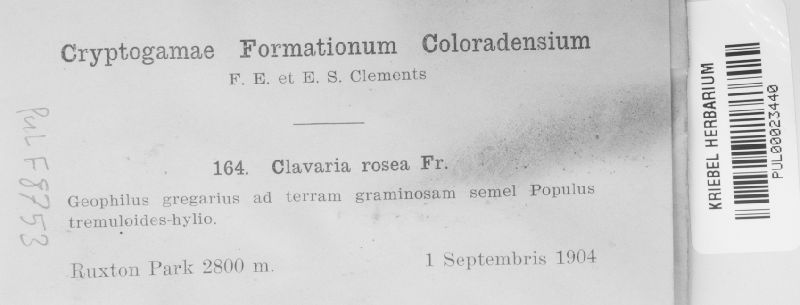 Cryptogamae Formationum Coloradensium
F. E. et E. S. Clements
164. Clavaria rosea Fr.
Geophilus gregarius ad terram graminosam semel Populus
tremuloides-hylio.
Ruxton Park 2800 m.
1 Septembris 1904
PUL F8753
KRIEBEL HERBARIUM
PUL00023440